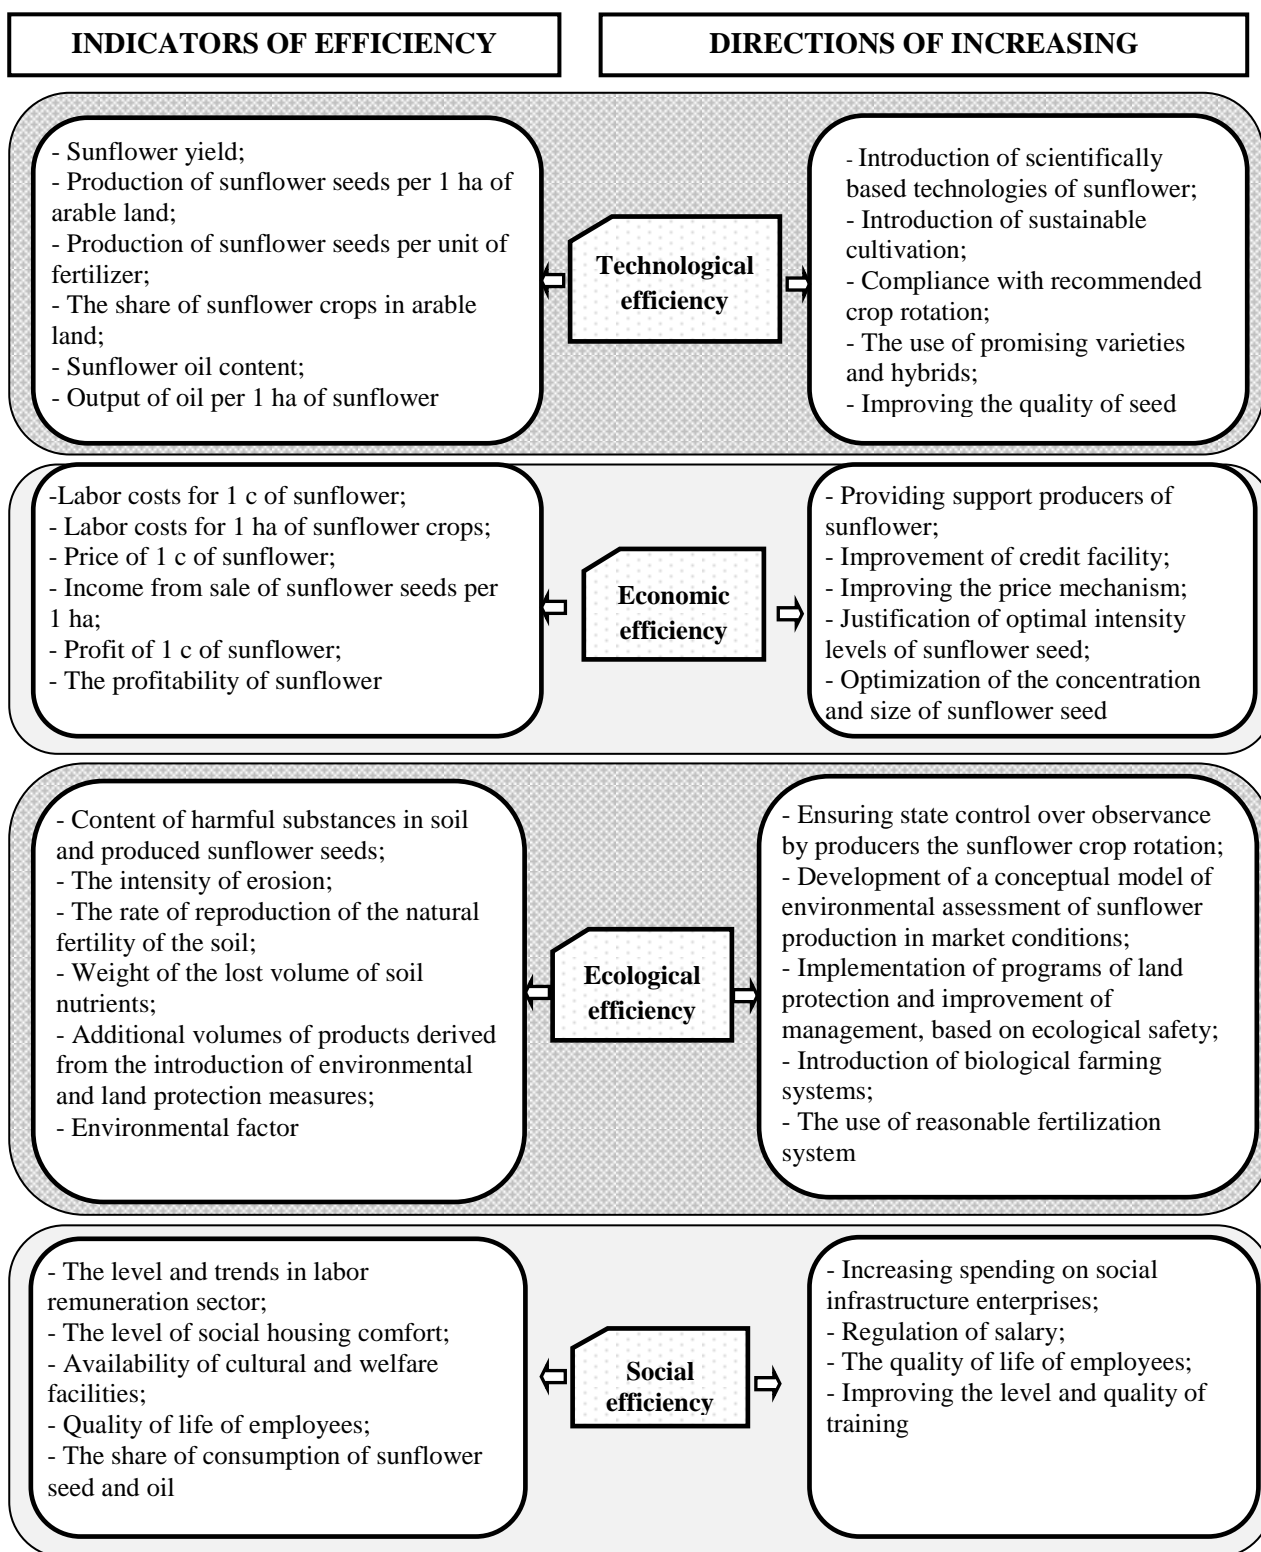 INDICATORS OF EFFICIENCY
DIRECTIONS OF INCREASING
- Sunflower yield;
- Production of sunflower seeds per 1 ha of
arable land;
- Production of sunflower seeds per unit of
fertilizer;
- The share of sunflower crops in arable
land;
- Sunflower oil content;
- Output of oil per 1 ha of sunflower
Technological
efficiency
- Introduction of scientifically
based technologies of sunflower;
- Introduction of sustainable
cultivation;
- Compliance with recommended
crop rotation;
- The use of promising varieties
and hybrids;
- Improving the quality of seed
-Labor costs for 1 c of sunflower;
- Labor costs for 1 ha of sunflower crops;
- Price of 1 c of sunflower;
- Income from sale of sunflower seeds per
1 ha;
- Profit of 1 c of sunflower;
- The profitability of sunflower
Economic
efficiency
- Providing support producers of
sunflower;
- Improvement of credit facility;
- Improving the price mechanism;
- Justification of optimal intensity
levels of sunflower seed;
- Optimization of the concentration
and size of sunflower seed
- Content of harmful substances in soil
and produced sunflower seeds;
- The intensity of erosion;
- The rate of reproduction of the natural
fertility of the soil;
- Weight of the lost volume of soil
nutrients;
- Additional volumes of products derived
from the introduction of environmental
and land protection measures;
- Environmental factor
Ecological
efficiency
- Ensuring state control over observance
by producers the sunflower crop rotation;
- Development of a conceptual model of
environmental assessment of sunflower
production in market conditions;
- Implementation of programs of land
protection and improvement of
management, based on ecological safety;
- Introduction of biological farming
systems;
- The use of reasonable fertilization
system
- The level and trends in labor
remuneration sector;
- The level of social housing comfort;
- Availability of cultural and welfare
facilities;
- Quality of life of employees;
- The share of consumption of sunflower
seed and oil
Social
efficiency
- Increasing spending on social
infrastructure enterprises;
- Regulation of salary;
- The quality of life of employees;
- Improving the level and quality of
training